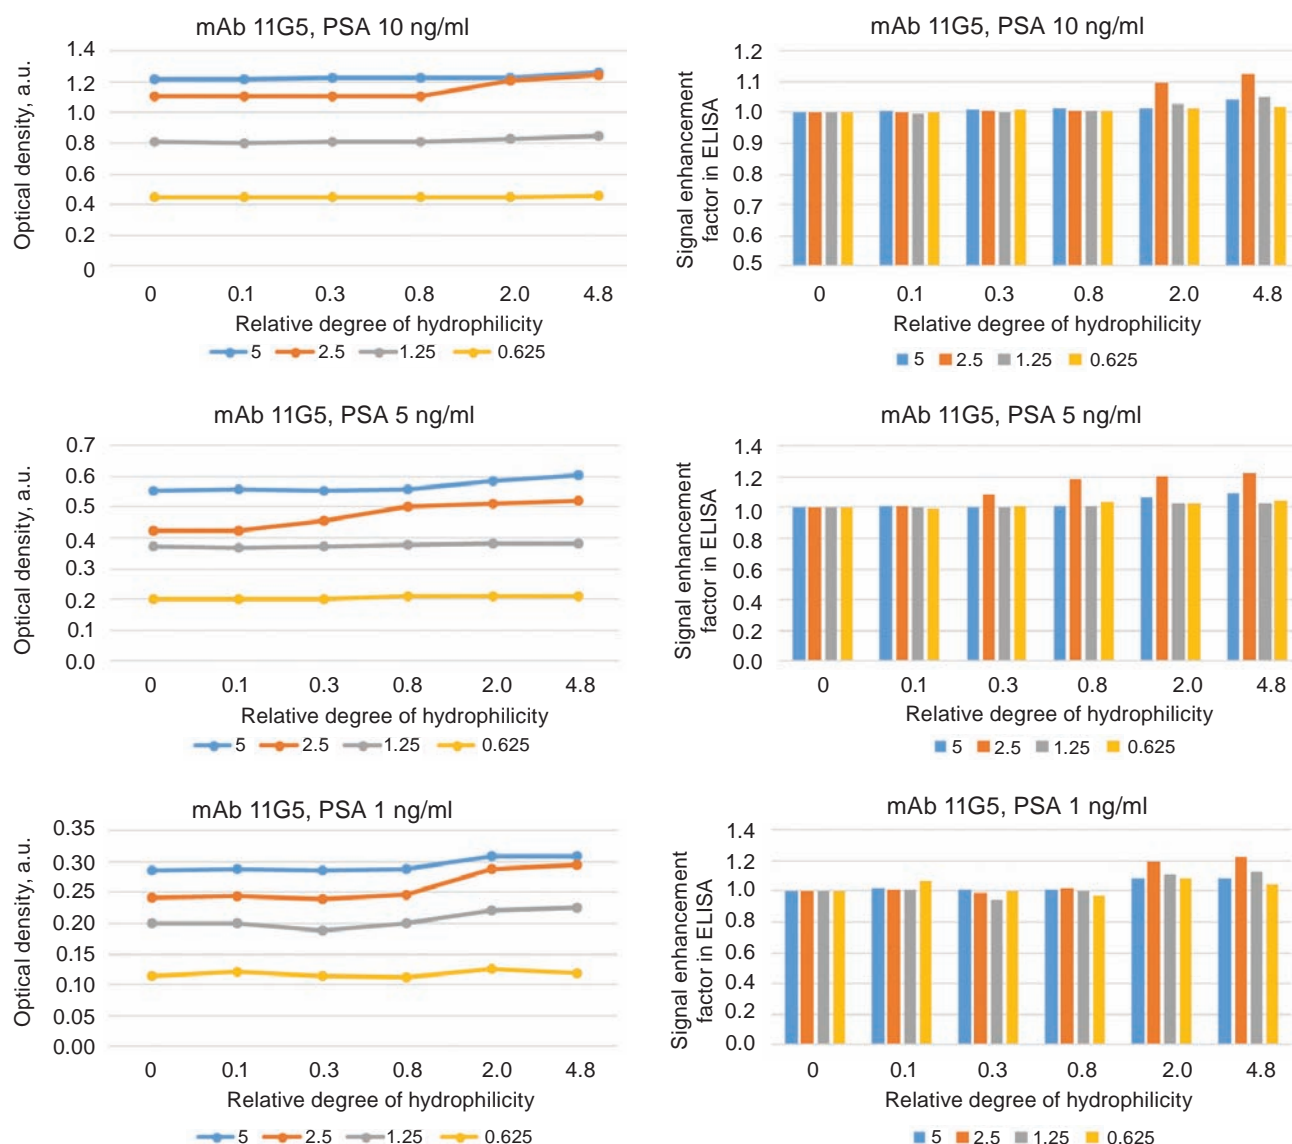 mAb 11G5, PSA 10 ng/ml
Optical density, a.u.
1.4
1.2
1.0
0.8
0.6
0.4
0.2
0
0 0.1 0.3 0.8 2.0 4.8
Relative degree of hydrophilicity
5 2.5 1.25 0.625
mAb 11G5, PSA 10 ng/ml
Signal enhancement
factor in ELISA
1.2
1.1
1.0
0.9
0.8
0.7
0.6
0.5
0 0.1 0.3 0.8 2.0 4.8
Relative degree of hydrophilicity
5 2.5 1.25 0.625
mAb 11G5, PSA 5 ng/ml
Optical density, a.u.
0.7
0.6
0.5
0.4
0.3
0.2
0.1
0.0
0 0.1 0.3 0.8 2.0 4.8
Relative degree of hydrophilicity
5 2.5 1.25 0.625
mAb 11G5, PSA 5 ng/ml
Signal enhancement
factor in ELISA
1.4
1.2
1.0
0.8
0.6
0.4
0.2
0.0
0 0.1 0.3 0.8 2.0 4.8
Relative degree of hydrophilicity
5 2.5 1.25 0.625
mAb 11G5, PSA 1 ng/ml
Optical density, a.u.
0.35
0.30
0.25
0.20
0.15
0.10
0.05
0.00
0 0.1 0.3 0.8 2.0 4.8
Relative degree of hydrophilicity
5 2.5 1.25 0.625
mAb 11G5, PSA 1 ng/ml
Signal enhancement
factor in ELISA
1.4
1.2
1.0
0.8
0.6
0.4
0.2
0.0
0 0.1 0.3 0.8 2.0 4.8
Relative degree of hydrophilicity
5 2.5 1.25 0.625